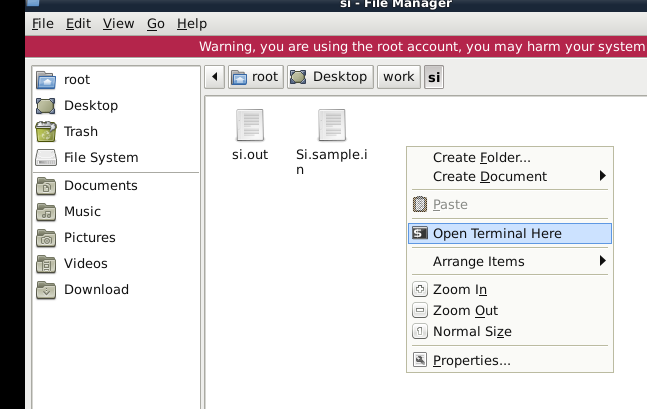 si - File Manager
File Edit View Go Help
Warning, you are using the root account, you may harm your system
root
Desktop
Trash
File System
Documents
Music
Pictures
Videos
Download
root Desktop work si
si.out
Si.sample.i
n
Create Folder...
Create Document
Paste
Open Terminal Here
Arrange Items
Zoom In
Zoom Out
Normal Size
Properties...